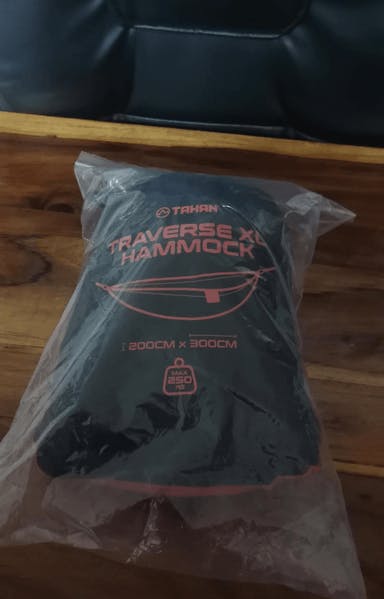 TAHAN
TRAVERSE XL
HAMMOCK
200CM x 300CM
MAX
250
KG